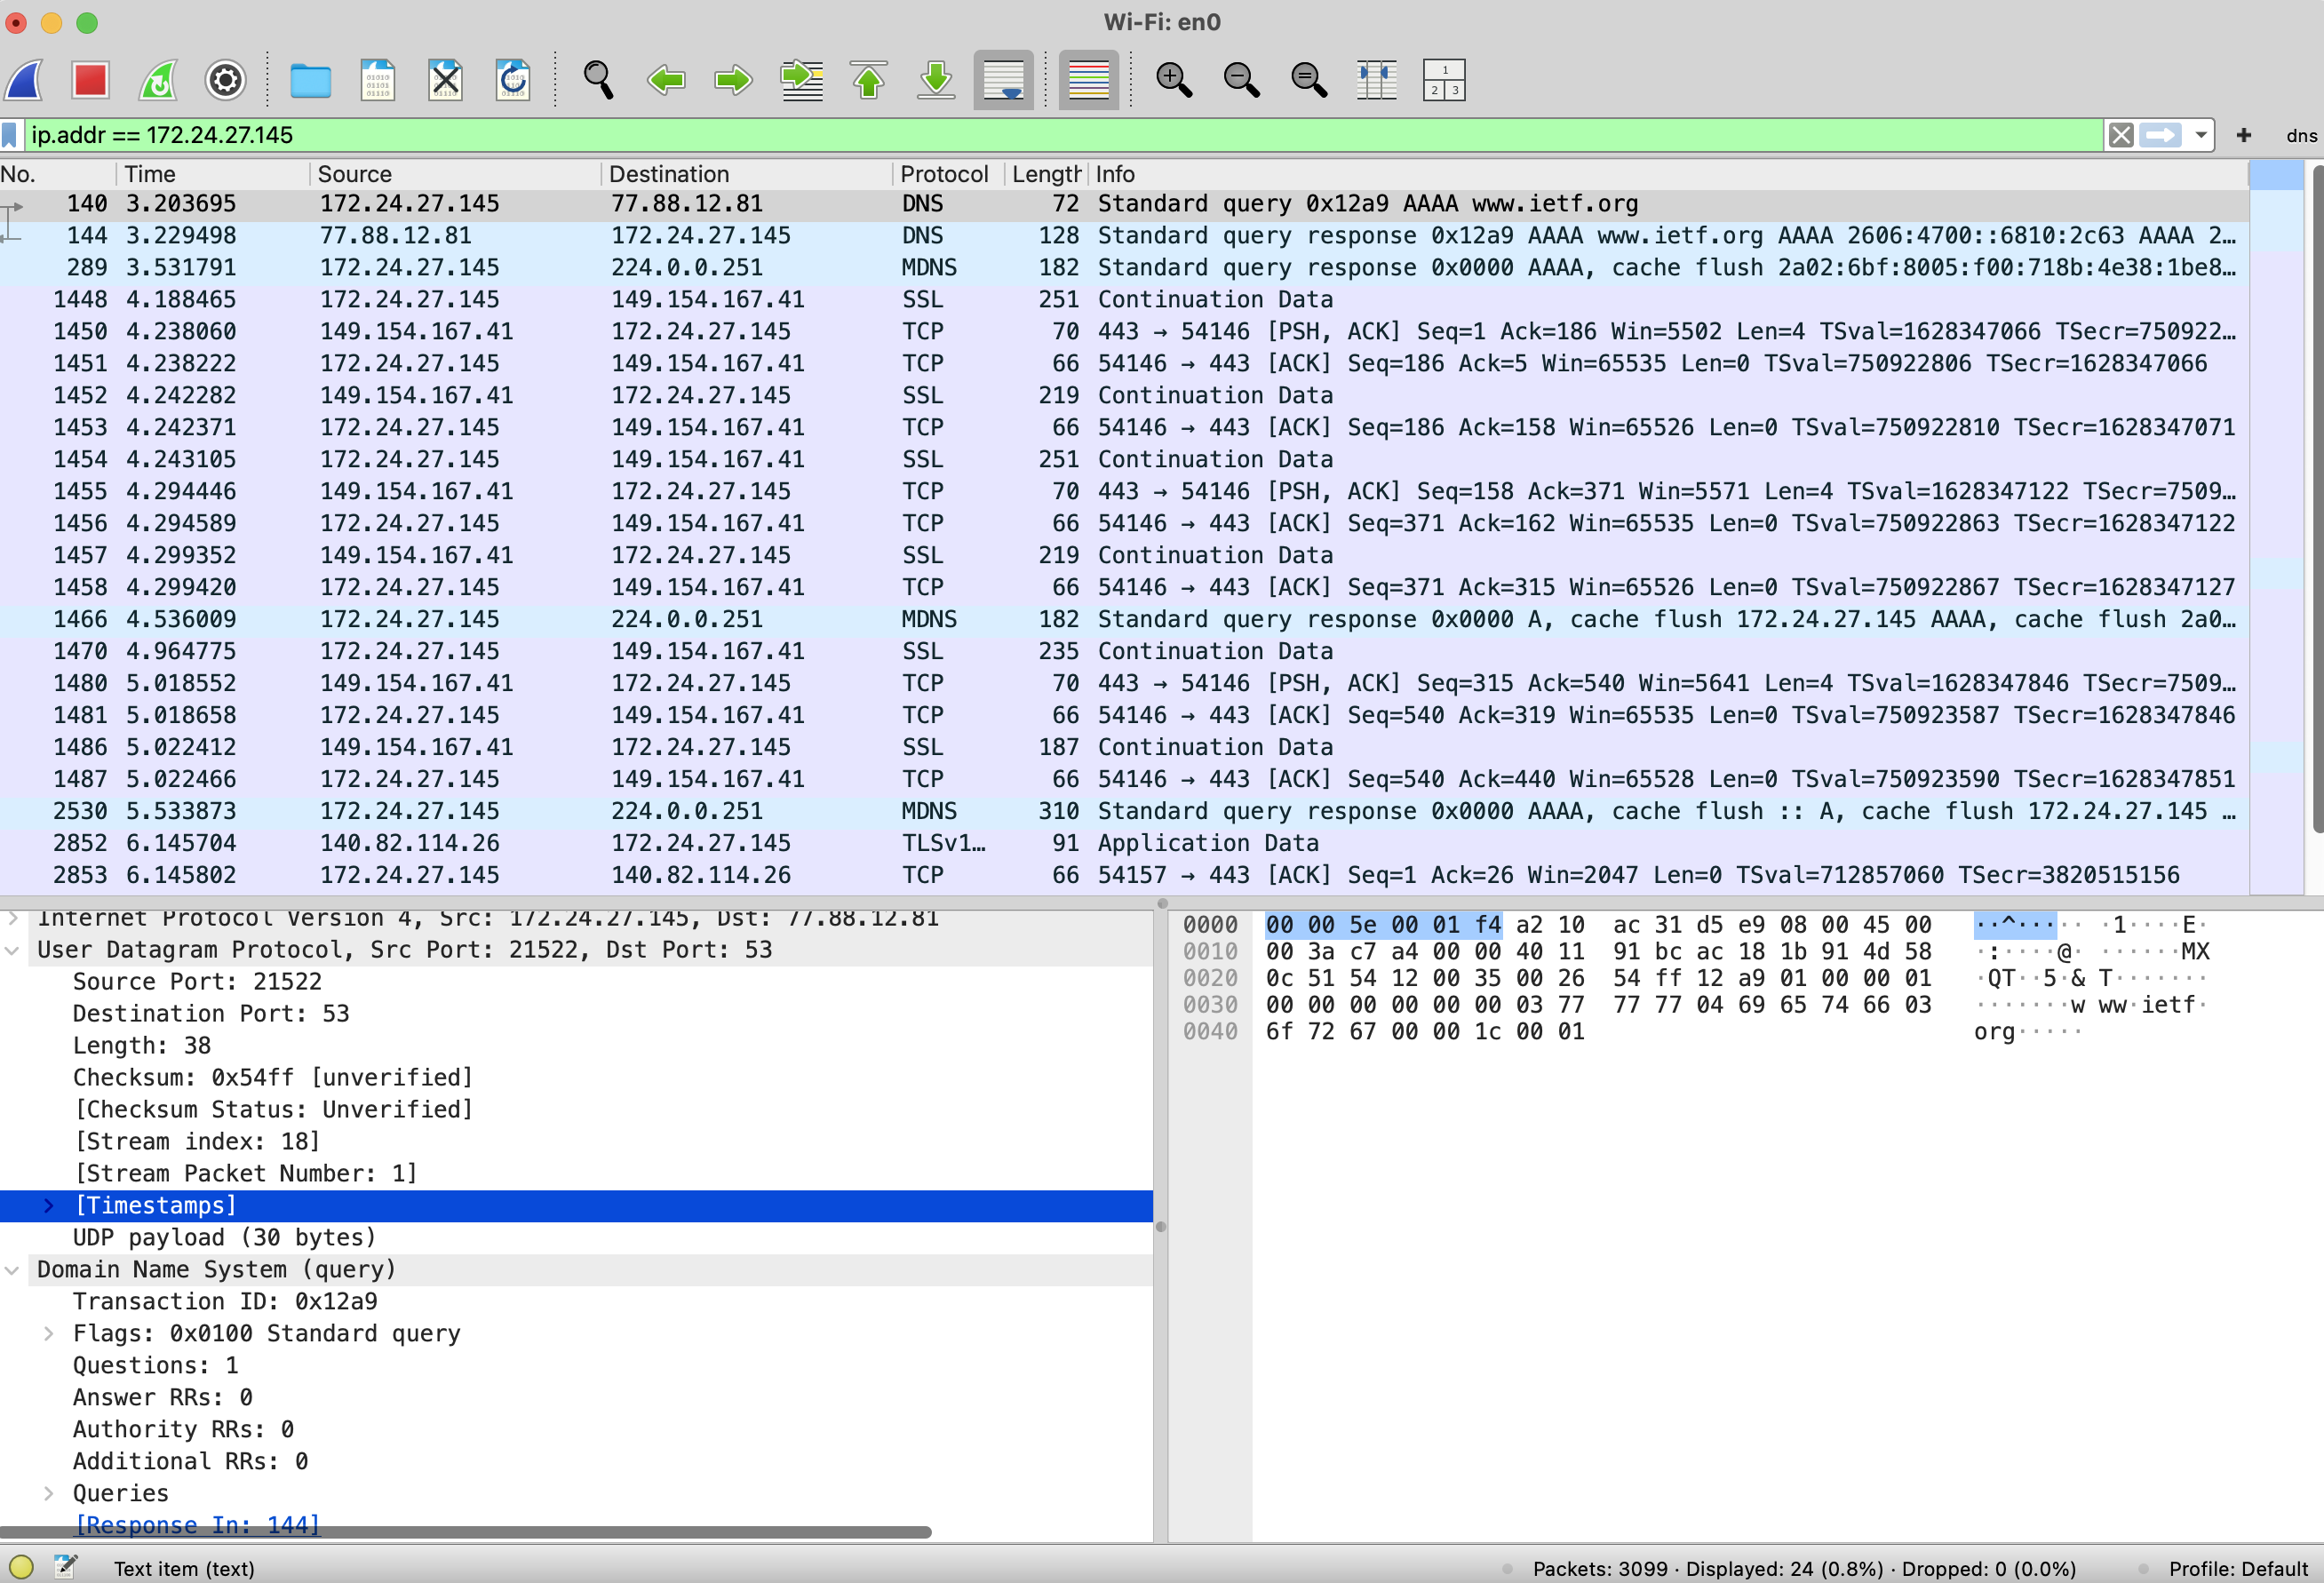 Wi-Fi: en0
1
2 3
ip.addr == 172.24.27.145
dns
No. Time Source Destination Protocol Length Info
140 3.203695 172.24.27.145 77.88.12.81 DNS 72 Standard query 0x12a9 AAAA www.ietf.org
144 3.229498 77.88.12.81 172.24.27.145 DNS 128 Standard query response 0x12a9 AAAA www.ietf.org AAAA 2606:4700::6810:2c63 AAAA 2…
289 3.531791 172.24.27.145 224.0.0.251 MDNS 182 Standard query response 0x0000 AAAA, cache flush 2a02:6bf:8005:f00:718b:4e38:1be8…
1448 4.188465 172.24.27.145 149.154.167.41 SSL 251 Continuation Data
1450 4.238060 149.154.167.41 172.24.27.145 TCP 70 443 → 54146 [PSH, ACK] Seq=1 Ack=186 Win=5502 Len=4 TSval=1628347066 TSecr=750922…
1451 4.238222 172.24.27.145 149.154.167.41 TCP 66 54146 → 443 [ACK] Seq=186 Ack=5 Win=65535 Len=0 TSval=750922806 TSecr=1628347066
1452 4.242282 149.154.167.41 172.24.27.145 SSL 219 Continuation Data
1453 4.242371 172.24.27.145 149.154.167.41 TCP 66 54146 → 443 [ACK] Seq=186 Ack=158 Win=65526 Len=0 TSval=750922810 TSecr=1628347071
1454 4.243105 172.24.27.145 149.154.167.41 SSL 251 Continuation Data
1455 4.294446 149.154.167.41 172.24.27.145 TCP 70 443 → 54146 [PSH, ACK] Seq=158 Ack=371 Win=5571 Len=4 TSval=1628347122 TSecr=7509…
1456 4.294589 172.24.27.145 149.154.167.41 TCP 66 54146 → 443 [ACK] Seq=371 Ack=162 Win=65535 Len=0 TSval=750922863 TSecr=1628347122
1457 4.299352 149.154.167.41 172.24.27.145 SSL 219 Continuation Data
1458 4.299420 172.24.27.145 149.154.167.41 TCP 66 54146 → 443 [ACK] Seq=371 Ack=315 Win=65526 Len=0 TSval=750922867 TSecr=1628347127
1466 4.536009 172.24.27.145 224.0.0.251 MDNS 182 Standard query response 0x0000 A, cache flush 172.24.27.145 AAAA, cache flush 2a0…
1470 4.964775 172.24.27.145 149.154.167.41 SSL 235 Continuation Data
1480 5.018552 149.154.167.41 172.24.27.145 TCP 70 443 → 54146 [PSH, ACK] Seq=315 Ack=540 Win=5641 Len=4 TSval=1628347846 TSecr=7509…
1481 5.018658 172.24.27.145 149.154.167.41 TCP 66 54146 → 443 [ACK] Seq=540 Ack=319 Win=65535 Len=0 TSval=750923587 TSecr=1628347846
1486 5.022412 149.154.167.41 172.24.27.145 SSL 187 Continuation Data
1487 5.022466 172.24.27.145 149.154.167.41 TCP 66 54146 → 443 [ACK] Seq=540 Ack=440 Win=65528 Len=0 TSval=750923590 TSecr=1628347851
2530 5.533873 172.24.27.145 224.0.0.251 MDNS 310 Standard query response 0x0000 AAAA, cache flush :: A, cache flush 172.24.27.145 …
2852 6.145704 140.82.114.26 172.24.27.145 TLSv1… 91 Application Data
2853 6.145802 172.24.27.145 140.82.114.26 TCP 66 54157 → 443 [ACK] Seq=1 Ack=26 Win=2047 Len=0 TSval=712857060 TSecr=3820515156
Internet Protocol Version 4, Src: 172.24.27.145, Dst: 77.88.12.81
User Datagram Protocol, Src Port: 21522, Dst Port: 53
Source Port: 21522
Destination Port: 53
Length: 38
Checksum: 0x54ff [unverified]
[Checksum Status: Unverified]
[Stream index: 18]
[Stream Packet Number: 1]
[Timestamps]
UDP payload (30 bytes)
Domain Name System (query)
Transaction ID: 0x12a9
Flags: 0x0100 Standard query
Questions: 1
Answer RRs: 0
Authority RRs: 0
Additional RRs: 0
Queries
[Response In: 144]
0000 00 00 5e 00 01 f4 a2 10 ac 31 d5 e9 08 00 45 00 ··^····· ·1····E·
0010 00 3a c7 a4 00 00 40 11 91 bc ac 18 1b 91 4d 58 ·:····@· ······MX
0020 0c 51 54 12 00 35 00 26 54 ff 12 a9 01 00 00 01 ·QT··5·& T·······
0030 00 00 00 00 00 00 03 77 77 77 04 69 65 74 66 03 ·······w ww·ietf·
0040 6f 72 67 00 00 1c 00 01 org·····
Text item (text)
Packets: 3099 · Displayed: 24 (0.8%) · Dropped: 0 (0.0%)
Profile: Default